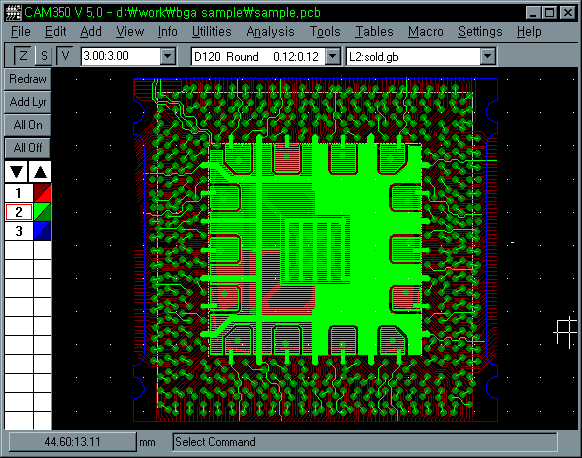 CAM350 V 5.0 - d:₩work₩bga sample₩sample.pcb
File Edit Add View Info Utilities Analysis Tools Tables Macro Settings Help
Z S V 3.00:3.00 D120 Round 0.12:0.12 L2:sold.gb
Redraw
Add Lyr
All On
All Off
1
2
3
44.60:13.11 mm Select Command